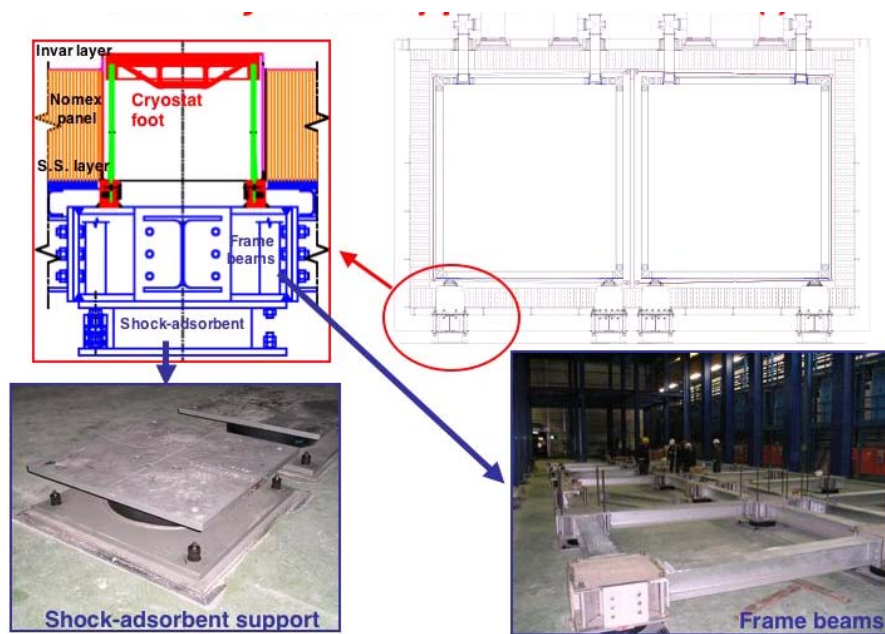 Invar layer
Nomex
panel
Cryostat
foot
S.S. layer
Frame
beams
Shock-adsorbent
Shock-adsorbent support
Frame beams